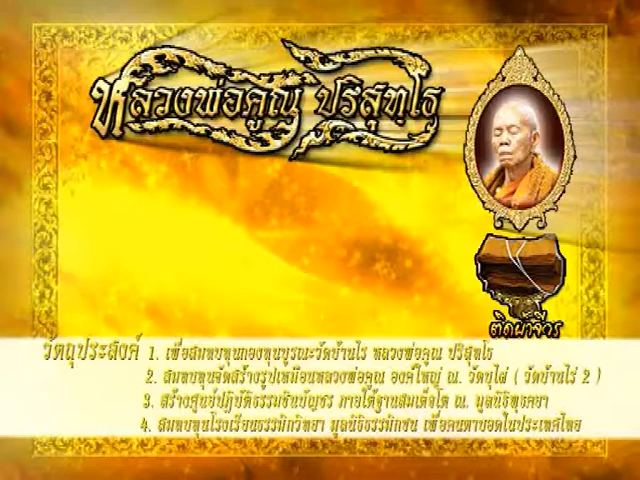 หลวงพ่อคูณ ปริสุทฺโธ
ติดผ้าจีวร
วัตถุประสงค์ 1. เพื่อสมทบทุนกองทุนบูรณะวัดบ้านไร่ หลวงพ่อคูณ ปริสุทโธ
2. สมทบทุนจัดสร้างรูปเหมือนหลวงพ่อคูณ องค์ใหญ่ ณ. วัดบุไผ่ ( วัดบ้านไร่ 2 )
3. สร้างศูนย์ปฏิบัติธรรมชินบัญชร ภายใต้ฐานสมเด็จโต ณ. มูลนิธิพุทธคยา
4. สมทบทุนโรงเรียนธรรมิกวิทยา มูลนิธิธรรมิกชน เพื่อคนตาบอดในประเทศไทย